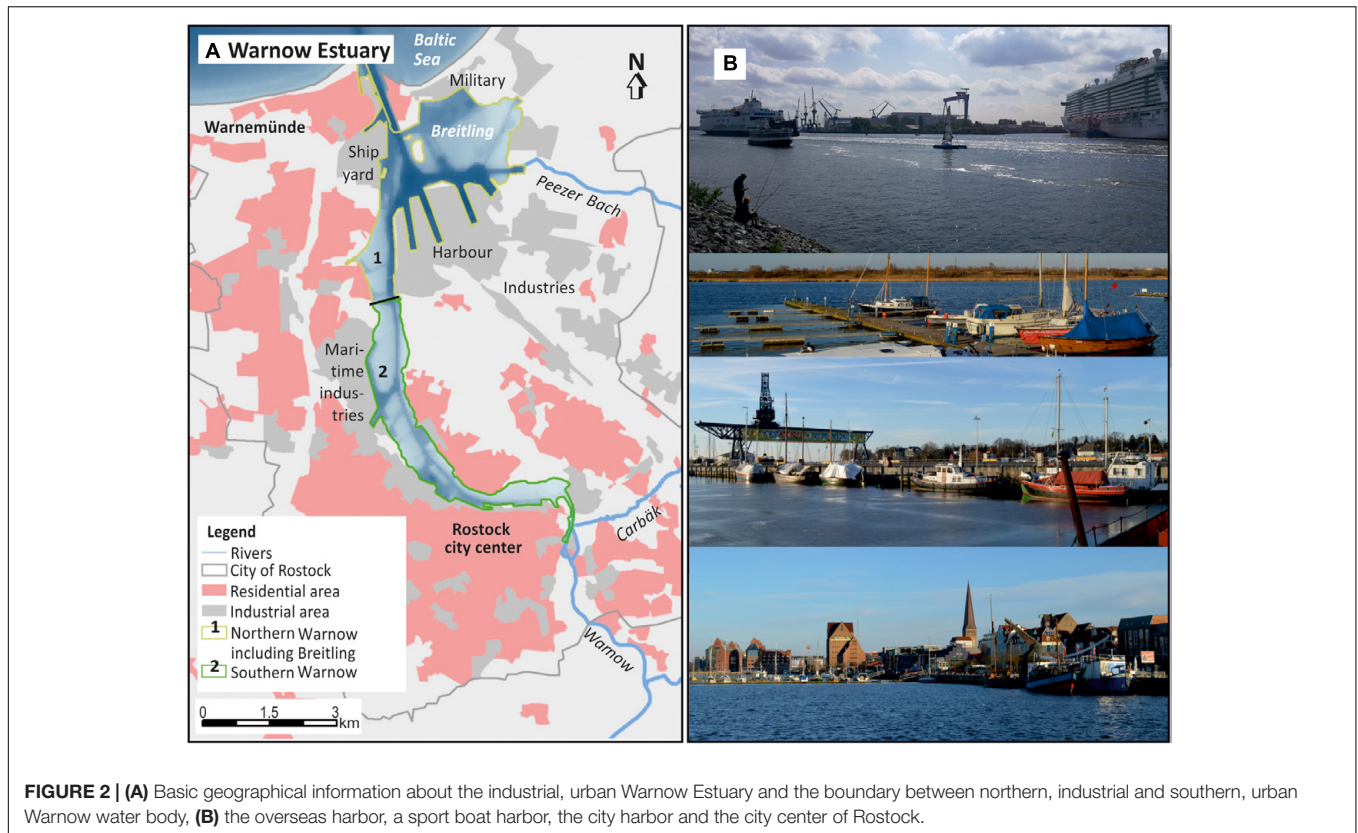 A Warnow Estuary
Baltic
Sea
N
Military
Warnemünde
Breitling
Ship
yard
Peezer Bach
1
Harbour
Industries
Mari-
time
indus-
tries
2
Rostock
city center
Carbäk
Warnow
Legend
Rivers
City of Rostock
Residential area
Industrial area
1 Northern Warnow
including Breitling
2 Southern Warnow
0 1.5 3
km
B
FIGURE 2 | (A) Basic geographical information about the industrial, urban Warnow Estuary and the boundary between northern, industrial and southern, urban
Warnow water body, (B) the overseas harbor, a sport boat harbor, the city harbor and the city center of Rostock.